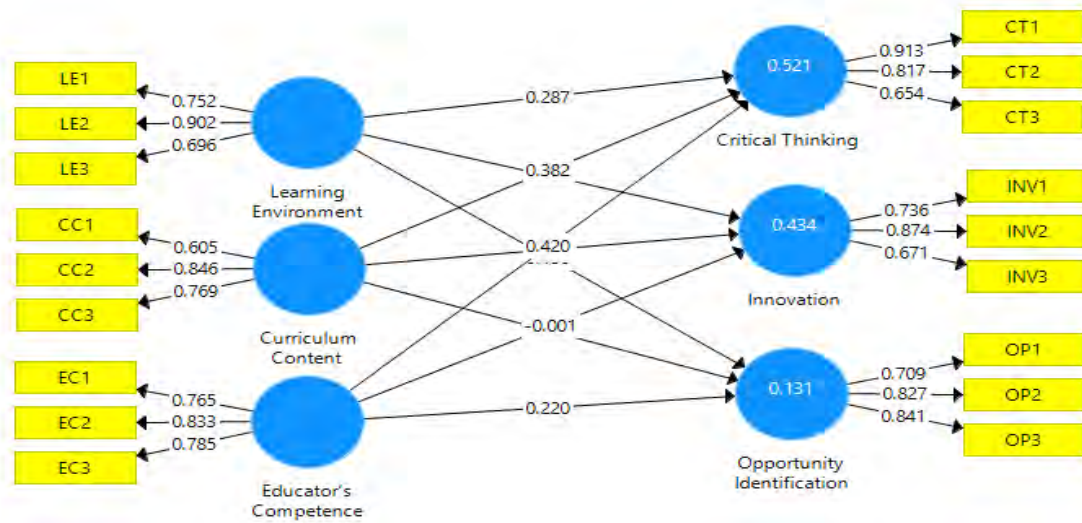 LE1
LE2
LE3
0.752
0.902
0.696
Learning
Environment
CC1
CC2
CC3
0.605
0.846
0.769
Curriculum
Content
EC1
EC2
EC3
0.765
0.833
0.785
Educator's
Competence
0.287
0.382
0.420
-0.001
0.220
0.521
Critical Thinking
0.913
0.817
0.654
CT1
CT2
CT3
0.434
Innovation
0.736
0.874
0.671
INV1
INV2
INV3
0.131
Opportunity
Identification
0.709
0.827
0.841
OP1
OP2
OP3